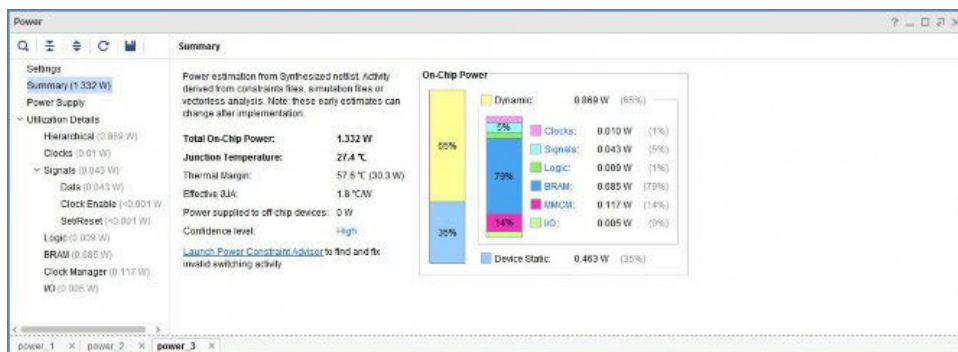 Power
Summary
Settings
Summary (1.332 W)
Power Supply
Utilization Details
Hierarchical (0.869 W)
Clocks (0.01 W)
Signals (0.043 W)
Data (0.043 W)
Clock Enable (<0.001 W
Set/Reset (<0.001 W)
Logic (0.009 W)
BRAM (0.685 W)
Clock Manager (0.117 W)
I/O (0.005 W)
Power estimation from Synthesized netlist. Activity
derived from constraints files, simulation files or
vectorless analysis. Note: these early estimates can
change after implementation.
Total On-Chip Power: 1.332 W
Junction Temperature: 27.4 ℃
Thermal Margin: 57.6 ℃ (30.3 W)
Effective ϑJA: 1.8 ℃/W
Power supplied to off-chip devices: 0 W
Confidence level: High
Launch Power Constraint Advisor to find and fix
invalid switching activity
On-Chip Power
65%
35%
Dynamic: 0.869 W (65%)
5%
79%
14%
Clocks: 0.010 W (1%)
Signals: 0.043 W (5%)
Logic: 0.009 W (1%)
BRAM: 0.685 W (79%)
MMCM: 0.117 W (14%)
I/O: 0.005 W (0%)
Device Static: 0.463 W (35%)
power_1 × power_2 × power_3 ×